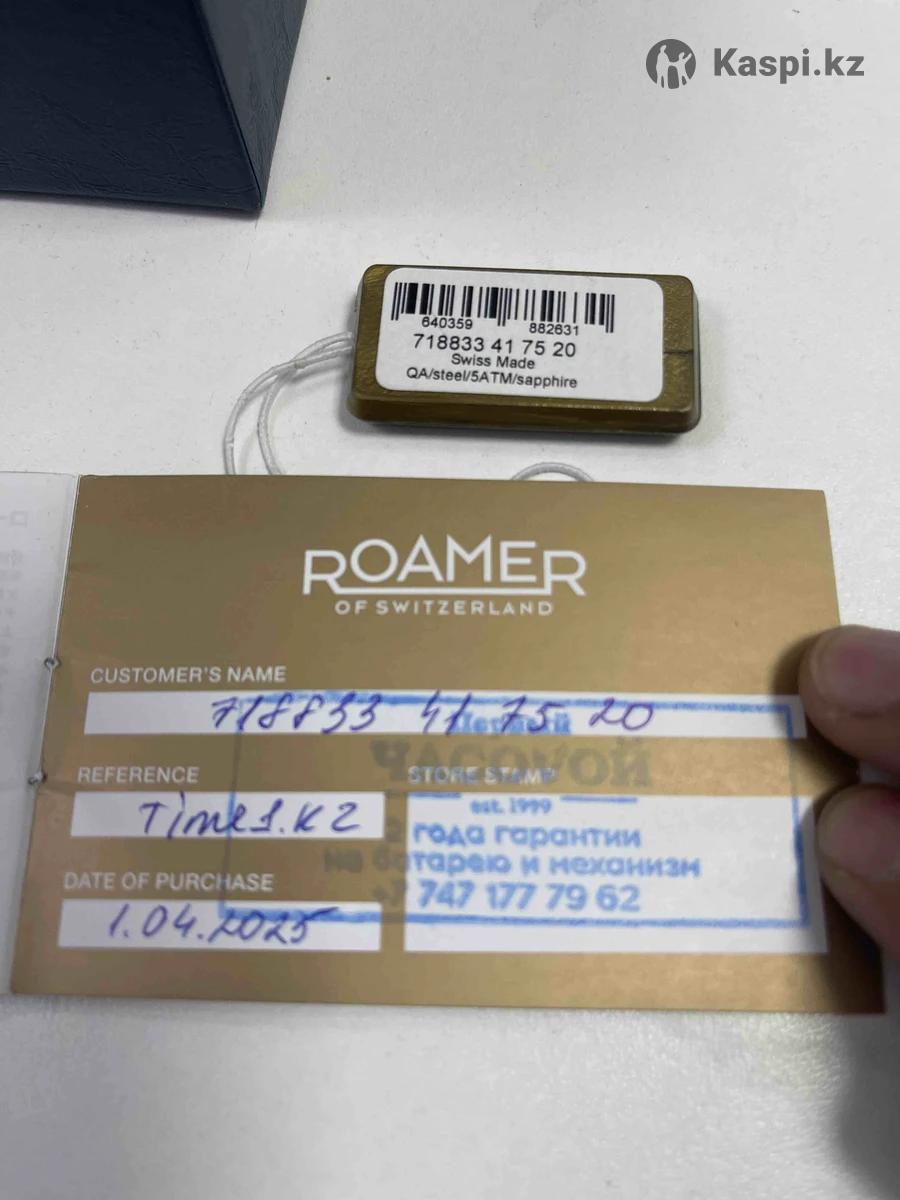 Kaspi.kz
640359 882631
718833 41 75 20
Swiss Made
QA/steel/5ATM/sapphire
ROAMER
OF SWITZERLAND
CUSTOMER'S NAME
718833 41 75 20
ЧАСОВОЙ
REFERENCE
STORE STAMP
est. 1999
Time1.kz
2 года гарантии
на батарею и механизм
+7 747 177 79 62
DATE OF PURCHASE
1.04.2025